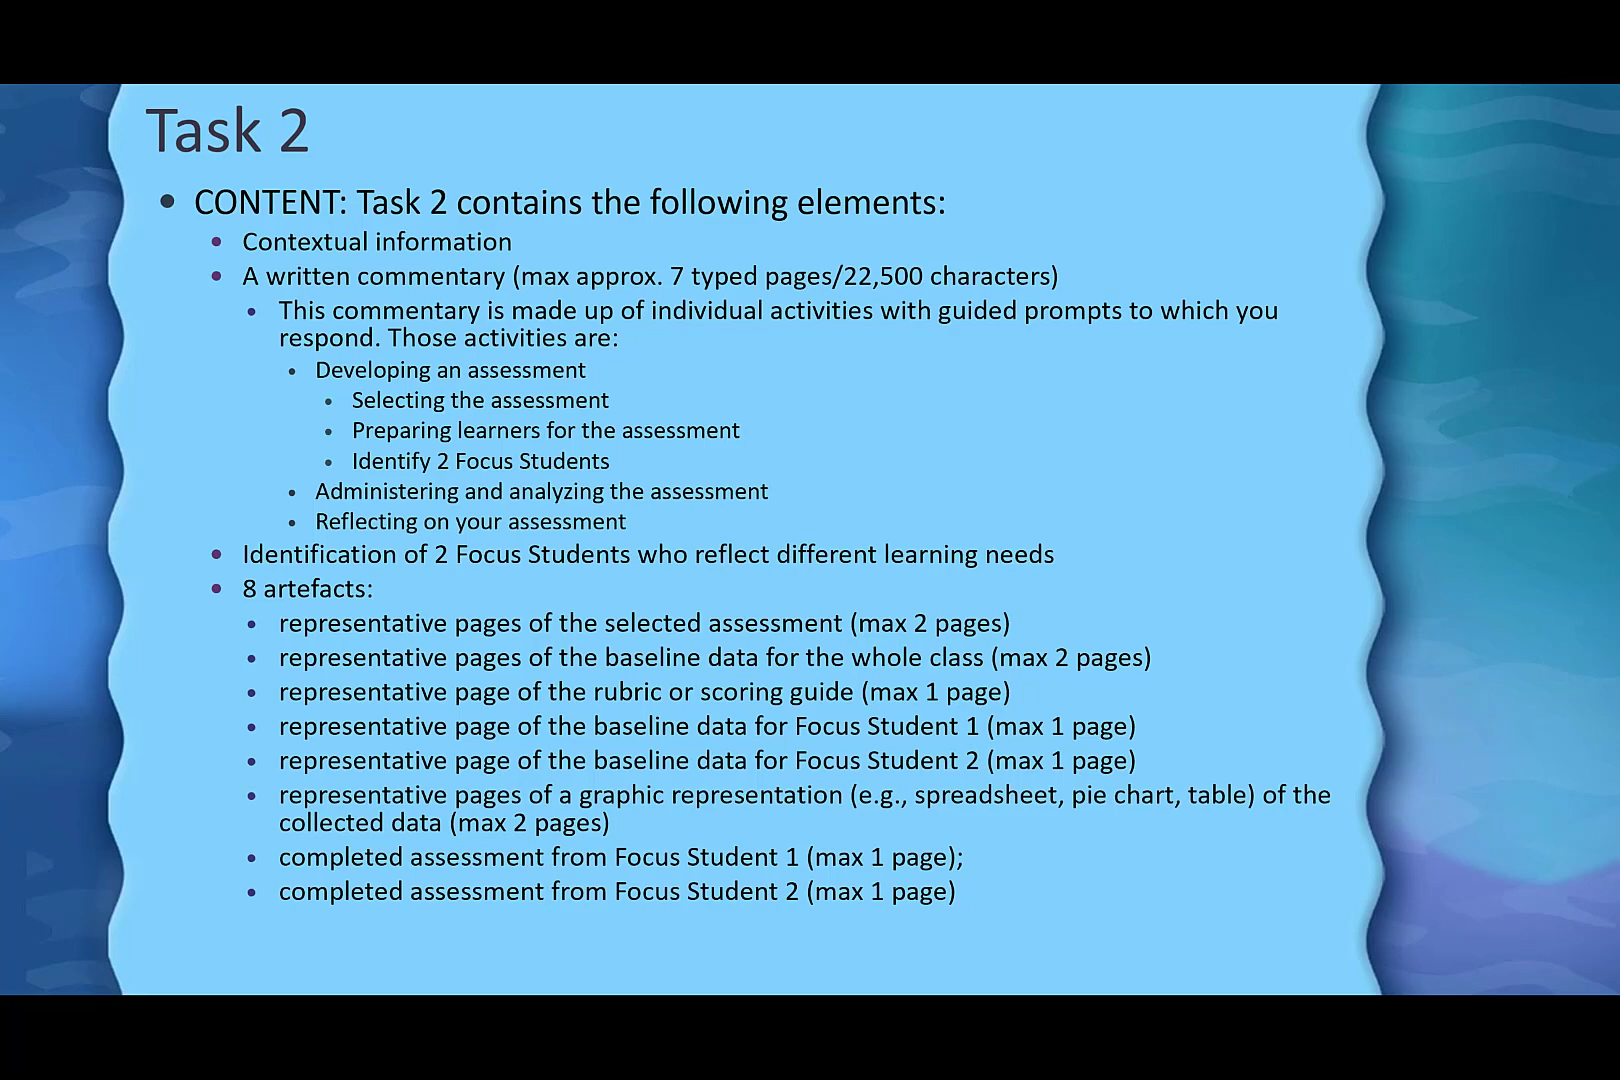 Task 2
• CONTENT: Task 2 contains the following elements:
• Contextual information
• A written commentary (max approx. 7 typed pages/22,500 characters)
• This commentary is made up of individual activities with guided prompts to which you
respond. Those activities are:
• Developing an assessment
• Selecting the assessment
• Preparing learners for the assessment
• Identify 2 Focus Students
• Administering and analyzing the assessment
• Reflecting on your assessment
• Identification of 2 Focus Students who reflect different learning needs
• 8 artefacts:
• representative pages of the selected assessment (max 2 pages)
• representative pages of the baseline data for the whole class (max 2 pages)
• representative page of the rubric or scoring guide (max 1 page)
• representative page of the baseline data for Focus Student 1 (max 1 page)
• representative page of the baseline data for Focus Student 2 (max 1 page)
• representative pages of a graphic representation (e.g., spreadsheet, pie chart, table) of the
collected data (max 2 pages)
• completed assessment from Focus Student 1 (max 1 page);
• completed assessment from Focus Student 2 (max 1 page)